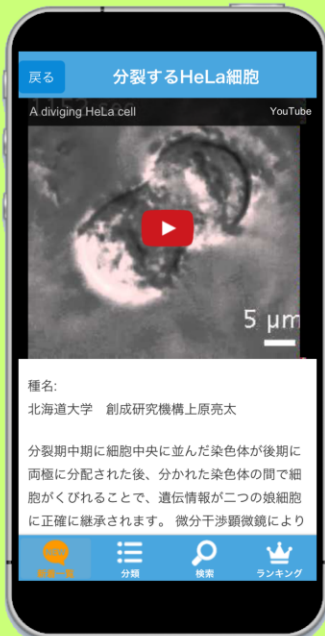 戻る
分裂するHeLa細胞
1152 sec
A diviging HeLa cell
YouTube
5 μm
種名:
北海道大学 創成研究機構上原亮太
分裂期中期に細胞中央に並んだ染色体が後期に
両極に分配された後、分かれた染色体の間で細
胞がくびれることで、遺伝情報が二つの娘細胞
に正確に継承されます。 微分干渉顕微鏡により
NEW
分類
検索
ランキング